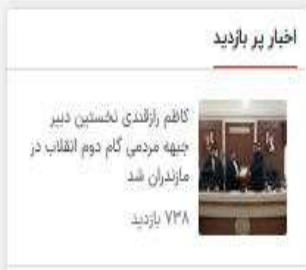 اخبار پر بازدید
کاظم رازقندی نخستین دبیر
جبهه مردمی گام دوم انقلاب در
مازندران شد
۷۳۸ بازدید